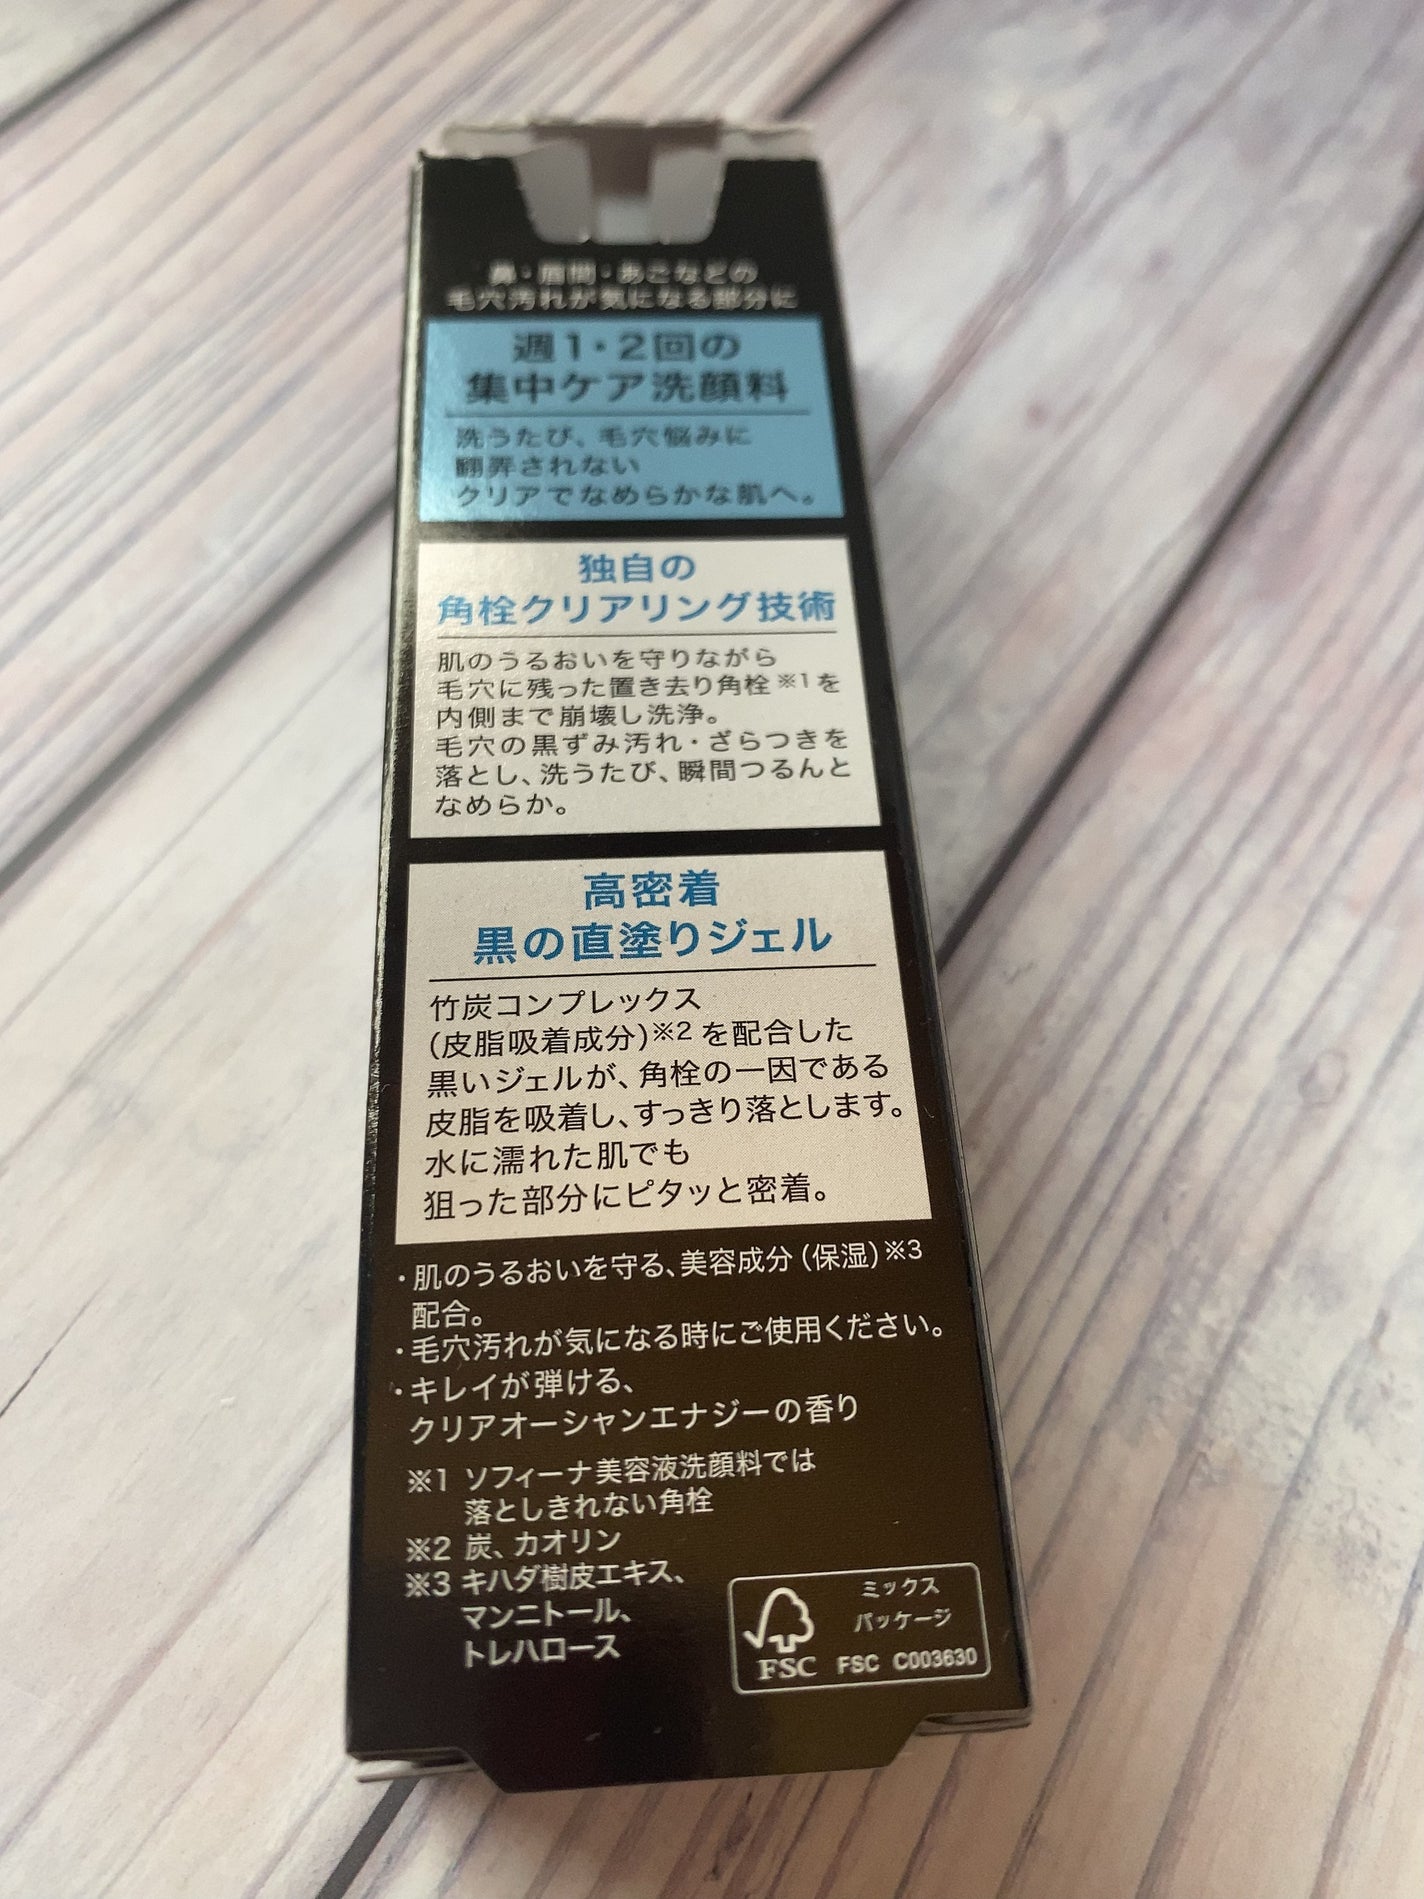 鼻・眉間・あごなどの
毛穴汚れが気になる部分に
週1・2回の
集中ケア洗顔料
洗うたび、毛穴悩みに
翻弄されない
クリアでなめらかな肌へ。
独自の
角栓クリアリング技術
肌のうるおいを守りながら
毛穴に残った置き去り角栓※1を
内側まで崩壊し洗浄。
毛穴の黒ずみ汚れ・ざらつきを
落とし、洗うたび、瞬間つるんと
なめらか。
高密着
黒の直塗りジェル
竹炭コンプレックス
(皮脂吸着成分)※2を配合した
黒いジェルが、角栓の一因である
皮脂を吸着し、すっきり落とします。
水に濡れた肌でも
狙った部分にピタッと密着。
・肌のうるおいを守る、美容成分(保湿)※3
配合。
・毛穴汚れが気になる時にご使用ください。
・キレイが弾ける、
クリアオーシャンエナジーの香り
※1 ソフィーナ美容液洗顔料では
落としきれない角栓
※2 炭、カオリン
※3 キハダ樹皮エキス、
マンニトール、
トレハロース
ミックス
パッケージ
FSC FSC C003630